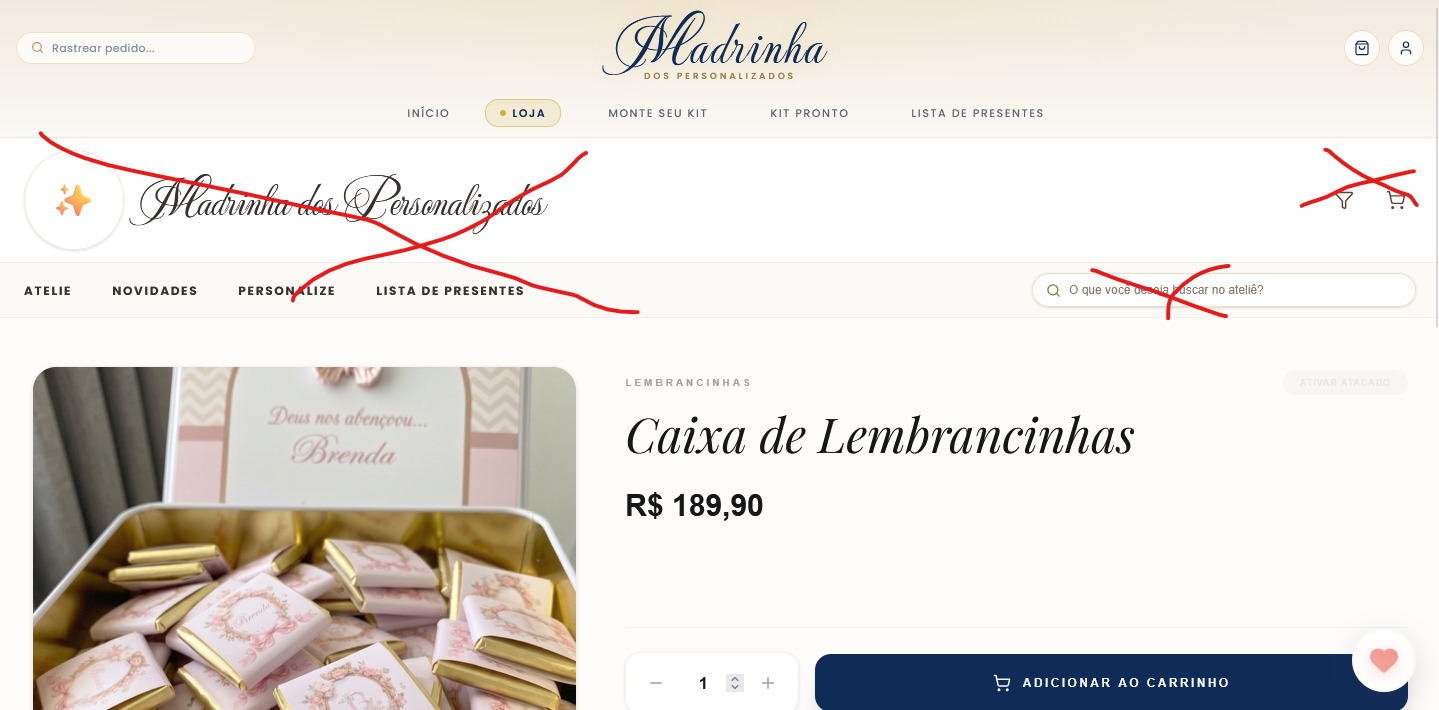 Rastrear pedido...
Madrinha
DOS PERSONALIZADOS
INÍCIO LOJA MONTE SEU KIT KIT PRONTO LISTA DE PRESENTES
Madrinha dos Personalizados
ATELIE NOVIDADES PERSONALIZE LISTA DE PRESENTES
O que você deseja buscar no ateliê?
LEMBRANCINHAS
ATIVAR ATACADO
Caixa de Lembrancinhas
R$ 189,90
1
ADICIONAR AO CARRINHO
Deus nos abençoou...
Brenda
Brenda